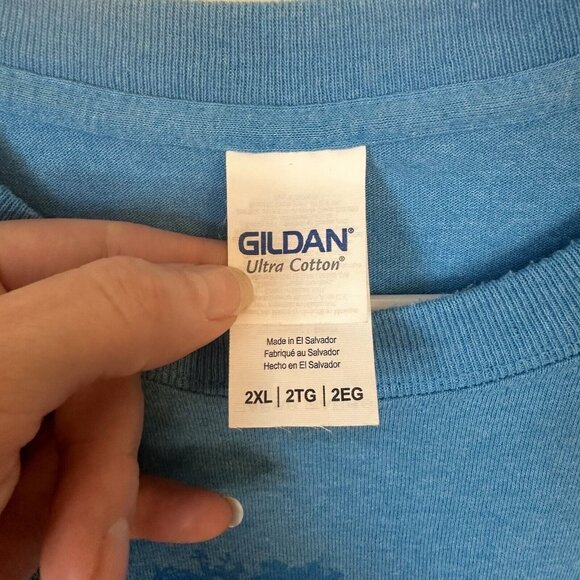 GILDAN®
Ultra Cotton®
Made in El Salvador
Fabriqué au Salvador
Hecho en El Salvador
2XL | 2TG | 2EG